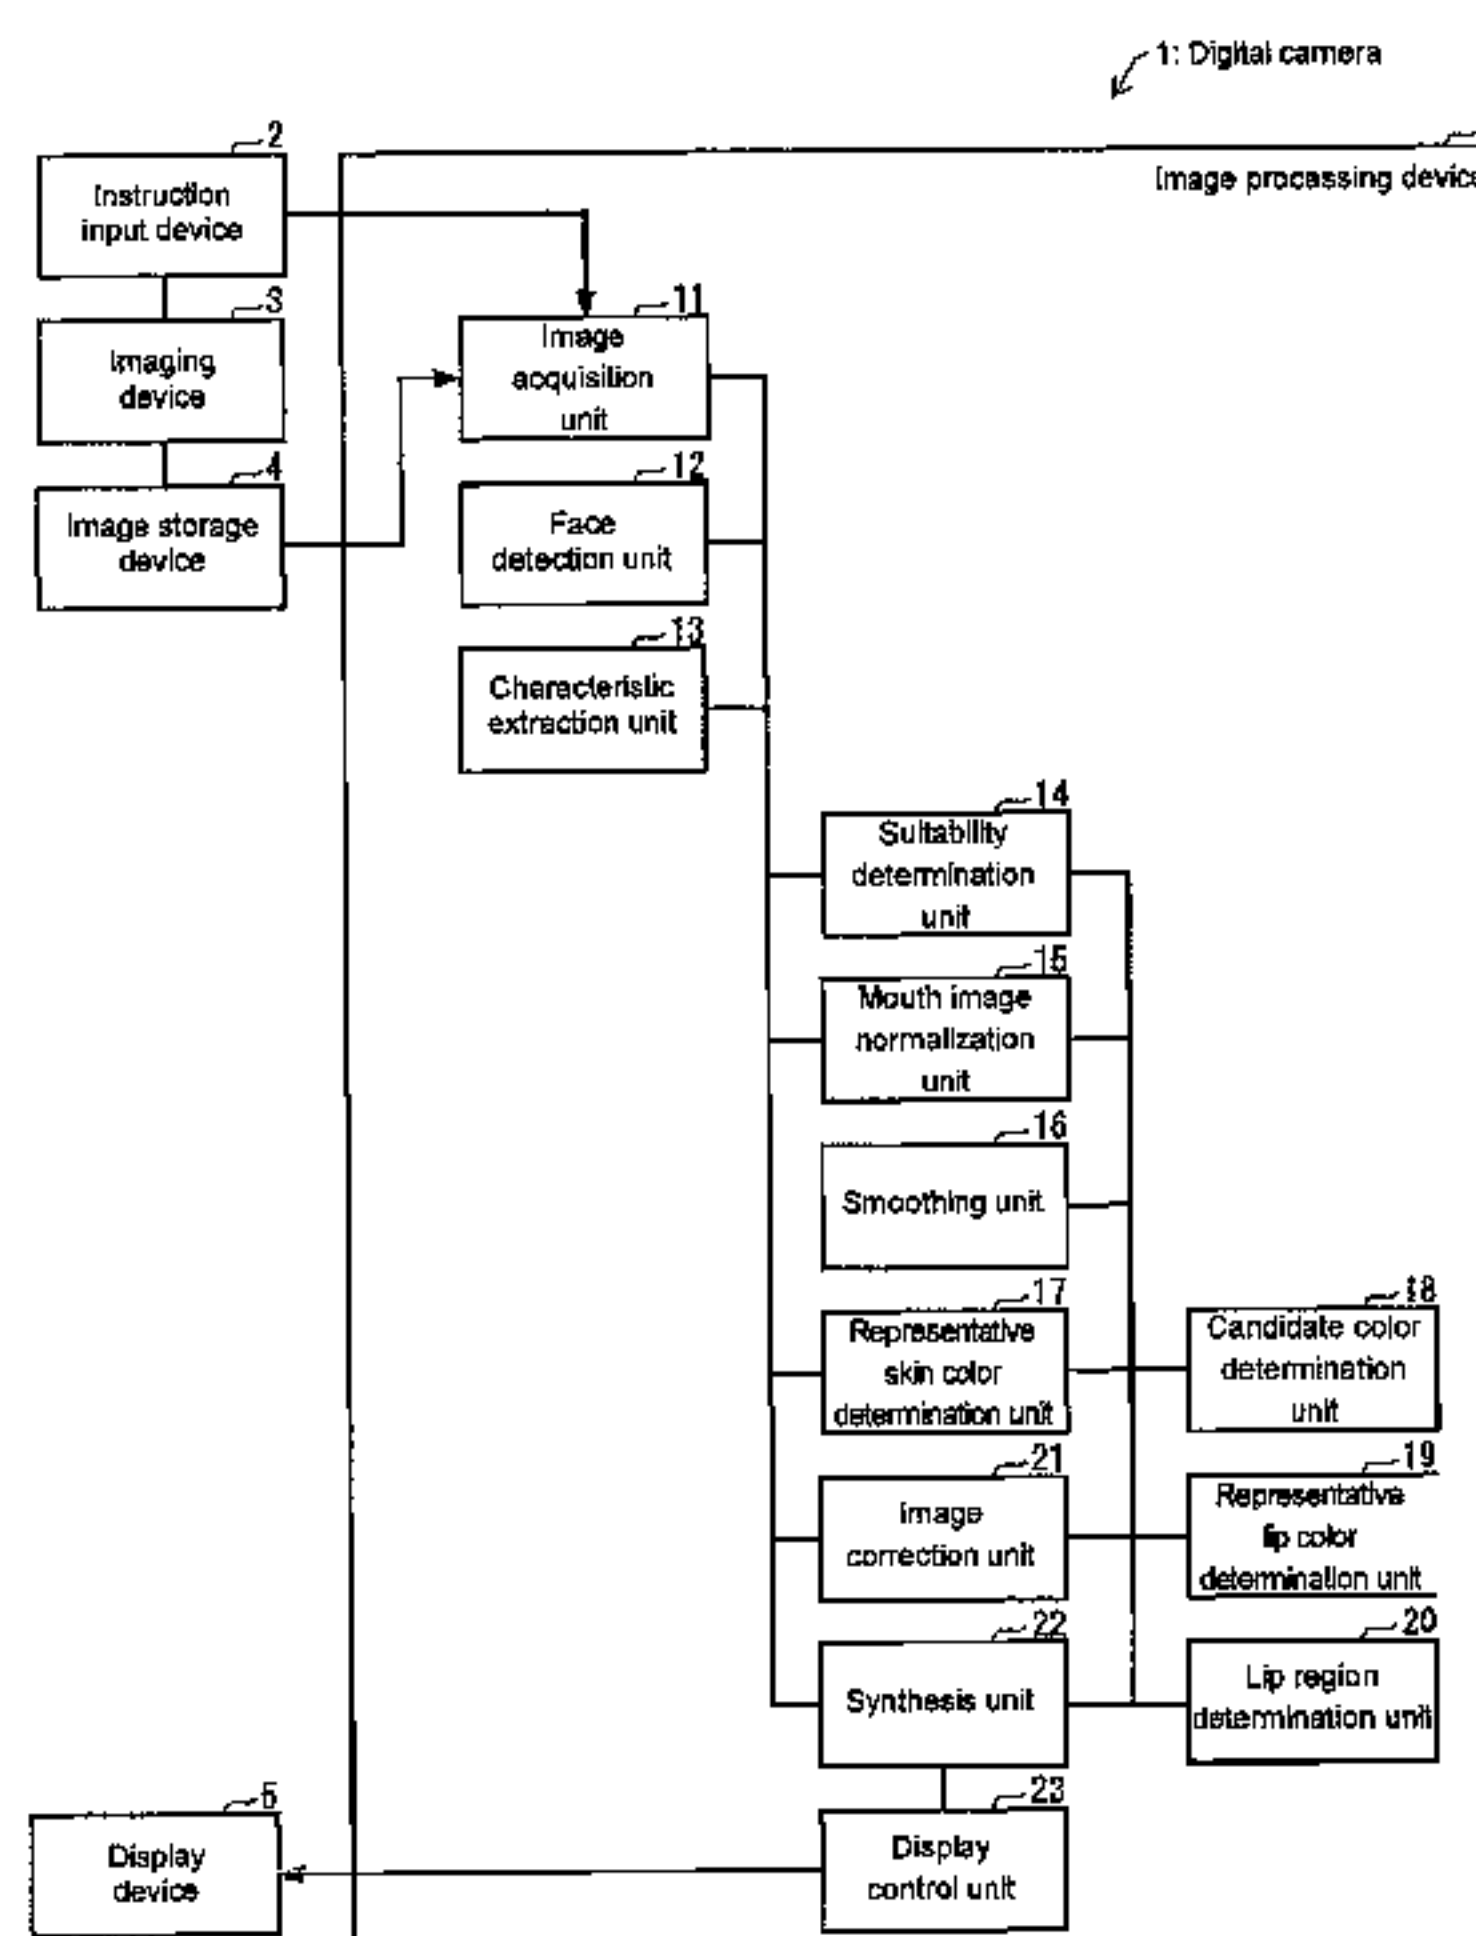 1: Digital camera
2
Instruction
input device
Image processing device
3
Imaging
device
11
Image
acquisition
unit
4
Image storage
device
12
Face
detection unit
13
Characteristic
extraction unit
14
Suitability
determination
unit
15
Mouth image
normalization
unit
16
Smoothing unit
17
Representative
skin color
determination unit
18
Candidate color
determination
unit
21
Image
correction unit
19
Representative
lip color
determination unit
22
Synthesis unit
20
Lip region
determination unit
5
Display
device
23
Display
control unit